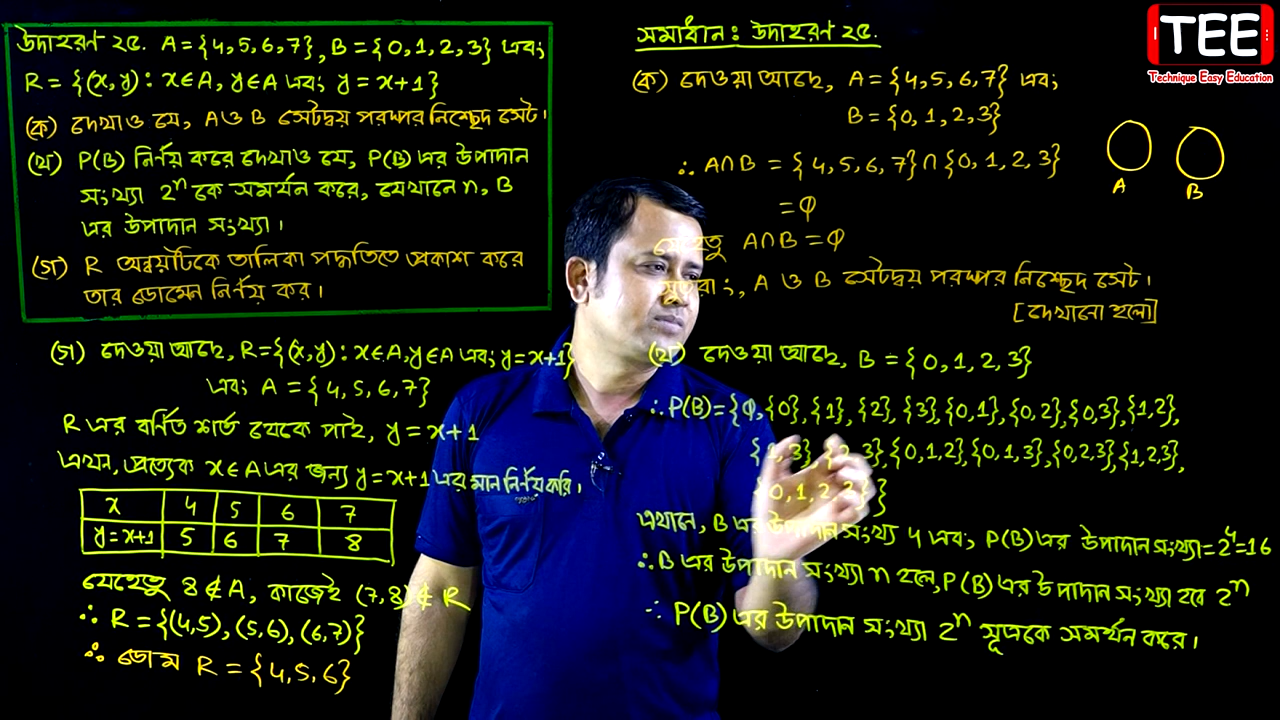 উদাহরণ ২৫. A = {4, 5, 6, 7}, B = {0, 1, 2, 3} এবং
R = {(x, y) : x∈A, y∈A এবং y = x+1}
(ক) দেখাও যে, A ও B সেটদ্বয় পরস্পর নিশ্ছেদ সেট।
(খ) P(B) নির্ণয় করে দেখাও যে, P(B) এর উপাদান
সংখ্যা 2ⁿ কে সমর্থন করে, যেখানে n, B
এর উপাদান সংখ্যা।
(গ) R অন্বয়টিকে তালিকা পদ্ধতিতে প্রকাশ করে
তার ডোমেন নির্ণয় কর।
(গ) দেওয়া আছে, R={(x, y) : x∈A, y∈A এবং y = x+1}
এবং A = {4, 5, 6, 7}
R এর বর্ণিত শর্ত থেকে পাই, y = x+1
এখন, প্রত্যেক x∈A এর জন্য y = x+1 এর মান নির্ণয় করি।
x 4 5 6 7
y=x+1 5 6 7 8
যেহেতু 8∉A, কাজেই (7, 8)∉R
∴ R = {(4,5), (5,6), (6,7)}
∴ ডোম R = {4, 5, 6}
সমাধান: উদাহরণ ২৫.
(ক) দেওয়া আছে, A = {4, 5, 6, 7} এবং
B = {0, 1, 2, 3}
∴ A∩B = {4, 5, 6, 7}∩{0, 1, 2, 3}
= Φ
A B
যেহেতু A∩B = Φ
সুতরাং, A ও B সেটদ্বয় পরস্পর নিশ্ছেদ সেট।
[দেখানো হলো]
(খ) দেওয়া আছে, B = {0, 1, 2, 3}
∴ P(B) = {Φ, {0}, {1}, {2}, {3}, {0,1}, {0,2}, {0,3}, {1,2},
{1,3}, {2,3}, {0,1,2}, {0,1,3}, {0,2,3}, {1,2,3},
{0,1,2,3}}
এখানে, B এর উপাদান সংখ্য 4 এবং P(B) এর উপাদান সংখ্যা = 2⁴ = 16
∴ B এর উপাদান সংখ্যা n হলে, P(B) এর উপাদান সংখ্যা হবে 2ⁿ
∴ P(B) এর উপাদান সংখ্যা 2ⁿ সূত্রকে সমর্থন করে।
TEE
Technique Easy Education